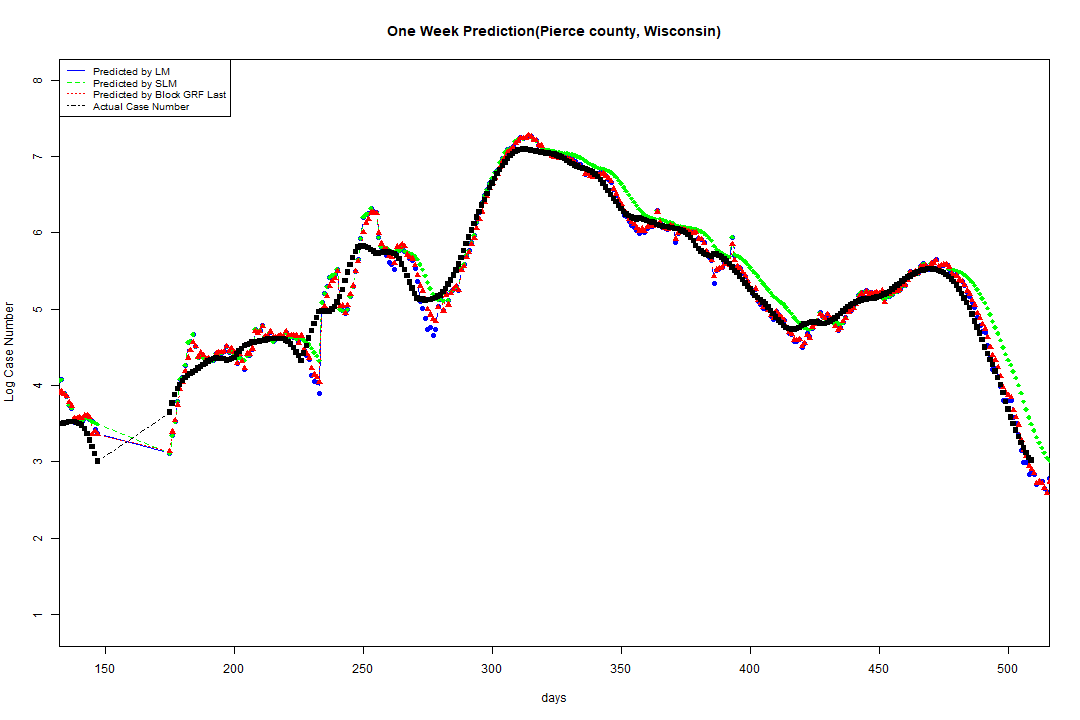 One Week Prediction(Pierce county, Wisconsin)
Predicted by LM
Predicted by SLM
Predicted by Block GRF Last
Actual Case Number
8
7
6
5
4
3
2
1
Log Case Number
150 200 250 300 350 400 450 500
days